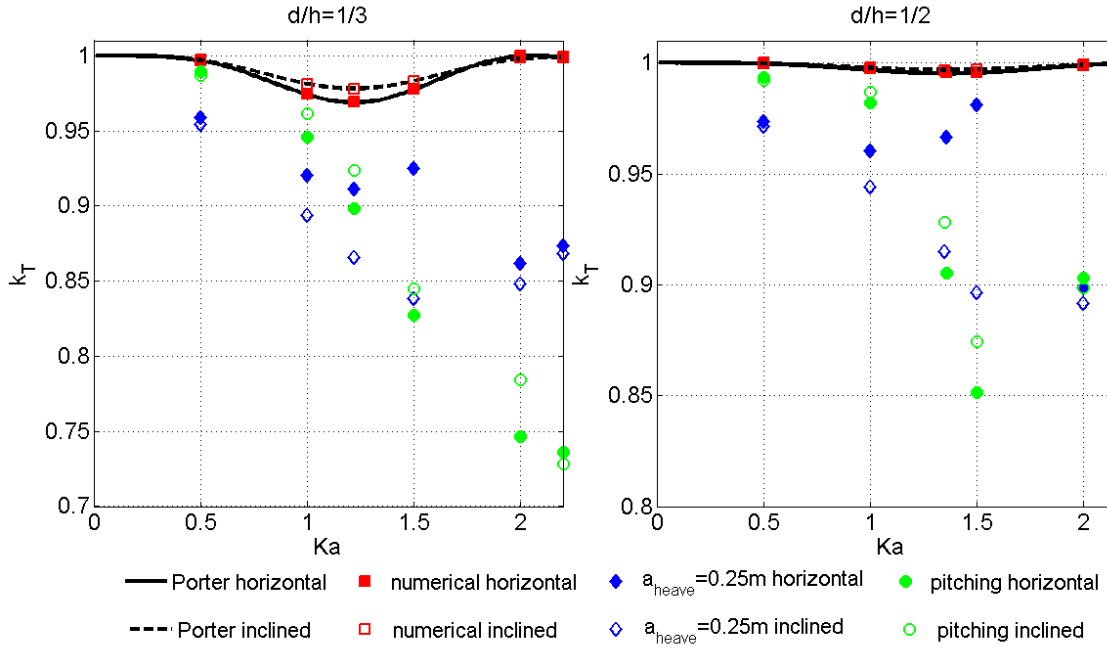 d/h=1/3
d/h=1/2
1
0.95
0.9
0.85
0.8
0.75
0.7
k_T
0
0.5
1
1.5
2
Ka
1
0.95
0.9
0.85
0.8
k_T
0
0.5
1
1.5
2
Ka
Porter horizontal
numerical horizontal
a_heave=0.25m horizontal
pitching horizontal
Porter inclined
numerical inclined
a_heave=0.25m inclined
pitching inclined